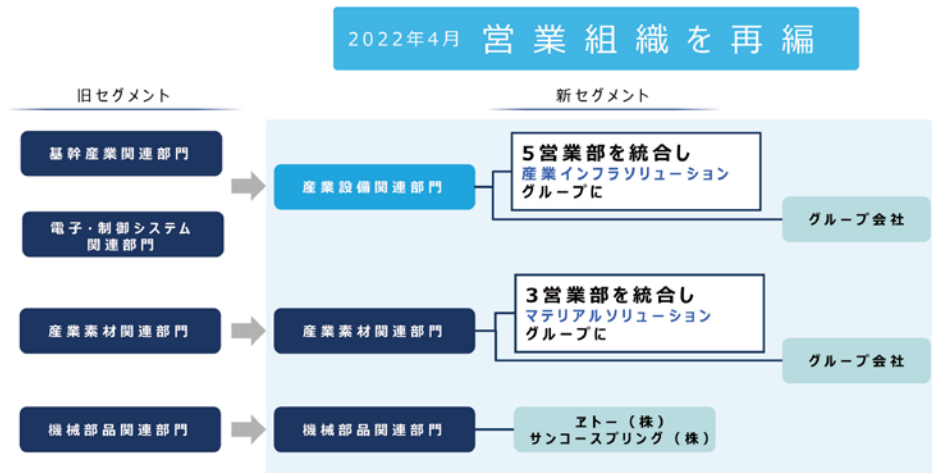 2022年4月 営業組織を再編
旧セグメント
新セグメント
基幹産業関連部門
電子・制御システム
関連部門
産業設備関連部門
5営業部を統合し
産業インフラソリューション
グループに
グループ会社
産業素材関連部門
産業素材関連部門
3営業部を統合し
マテリアルソリューション
グループに
グループ会社
機械部品関連部門
機械部品関連部門
ヱトー(株)
サンコースプリング(株)